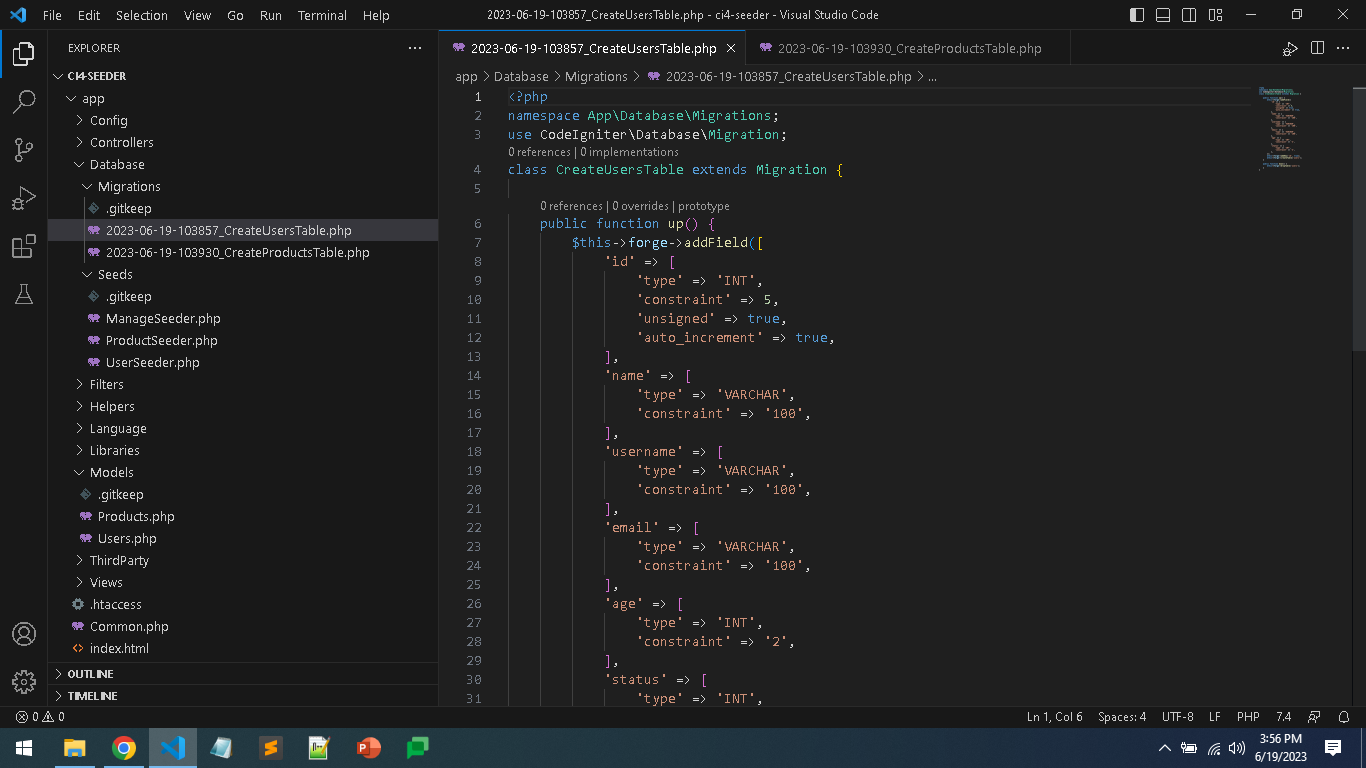 File Edit Selection View Go Run Terminal Help 2023-06-19-103857_CreateUsersTable.php - ci4-seeder - Visual Studio Code
EXPLORER
CI4-SEEDER
app
Config
Controllers
Database
Migrations
.gitkeep
2023-06-19-103857_CreateUsersTable.php
2023-06-19-103930_CreateProductsTable.php
Seeds
.gitkeep
ManageSeeder.php
ProductSeeder.php
UserSeeder.php
Filters
Helpers
Language
Libraries
Models
.gitkeep
Products.php
Users.php
ThirdParty
Views
.htaccess
Common.php
index.html
OUTLINE
TIMELINE
2023-06-19-103857_CreateUsersTable.php 2023-06-19-103930_CreateProductsTable.php
app > Database > Migrations > 2023-06-19-103857_CreateUsersTable.php > ...
1 <?php
2 namespace App\Database\Migrations;
3 use CodeIgniter\Database\Migration;
0 references | 0 implementations
4 class CreateUsersTable extends Migration {
5
0 references | 0 overrides | prototype
6 public function up() {
7 $this->forge->addField([
8 'id' => [
9 'type' => 'INT',
10 'constraint' => 5,
11 'unsigned' => true,
12 'auto_increment' => true,
13 ],
14 'name' => [
15 'type' => 'VARCHAR',
16 'constraint' => '100',
17 ],
18 'username' => [
19 'type' => 'VARCHAR',
20 'constraint' => '100',
21 ],
22 'email' => [
23 'type' => 'VARCHAR',
24 'constraint' => '100',
25 ],
26 'age' => [
27 'type' => 'INT',
28 'constraint' => '2',
29 ],
30 'status' => [
31 'type' => 'INT',
0 0 Ln 1, Col 6 Spaces: 4 UTF-8 LF PHP 7.4
3:56 PM
6/19/2023